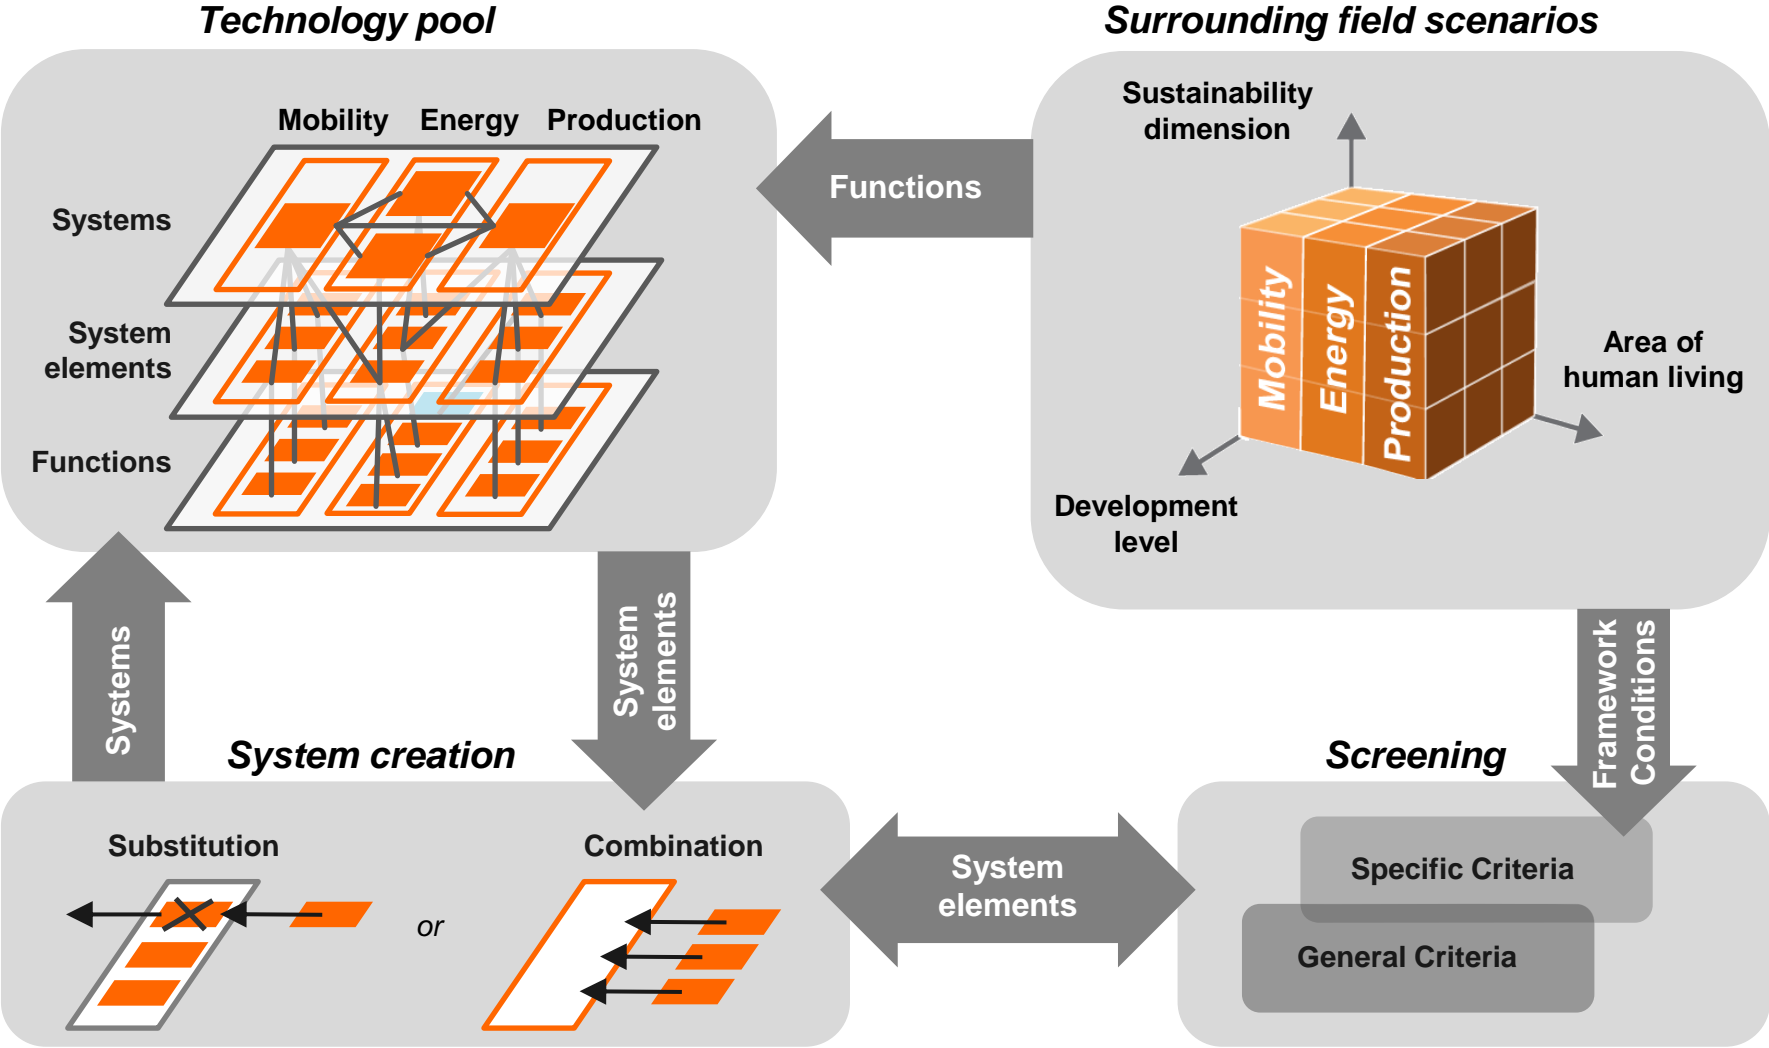 Technology pool
Surrounding field scenarios
Mobility Energy Production
Systems
System
elements
Functions
Functions
Sustainability
dimension
Mobility
Energy
Production
Area of
human living
Development
level
Systems
System
elements
Framework
Conditions
System creation
Substitution
or
Combination
System
elements
Screening
Specific Criteria
General Criteria